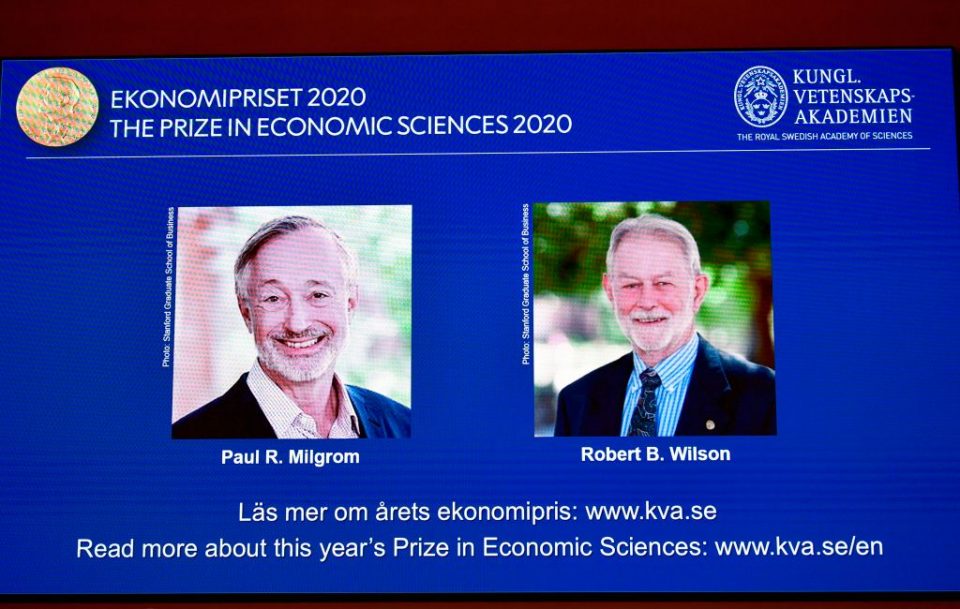 EKONOMIPRISET 2020
THE PRIZE IN ECONOMIC SCIENCES 2020
KUNGL.
VETENSKAPS-
AKADEMIEN
THE ROYAL SWEDISH ACADEMY OF SCIENCES
Photo: Stanford Graduate School of Business
Photo: Stanford Graduate School of Business
Paul R. Milgrom
Robert B. Wilson
Läs mer om årets ekonomipris: www.kva.se
Read more about this year's Prize in Economic Sciences: www.kva.se/en